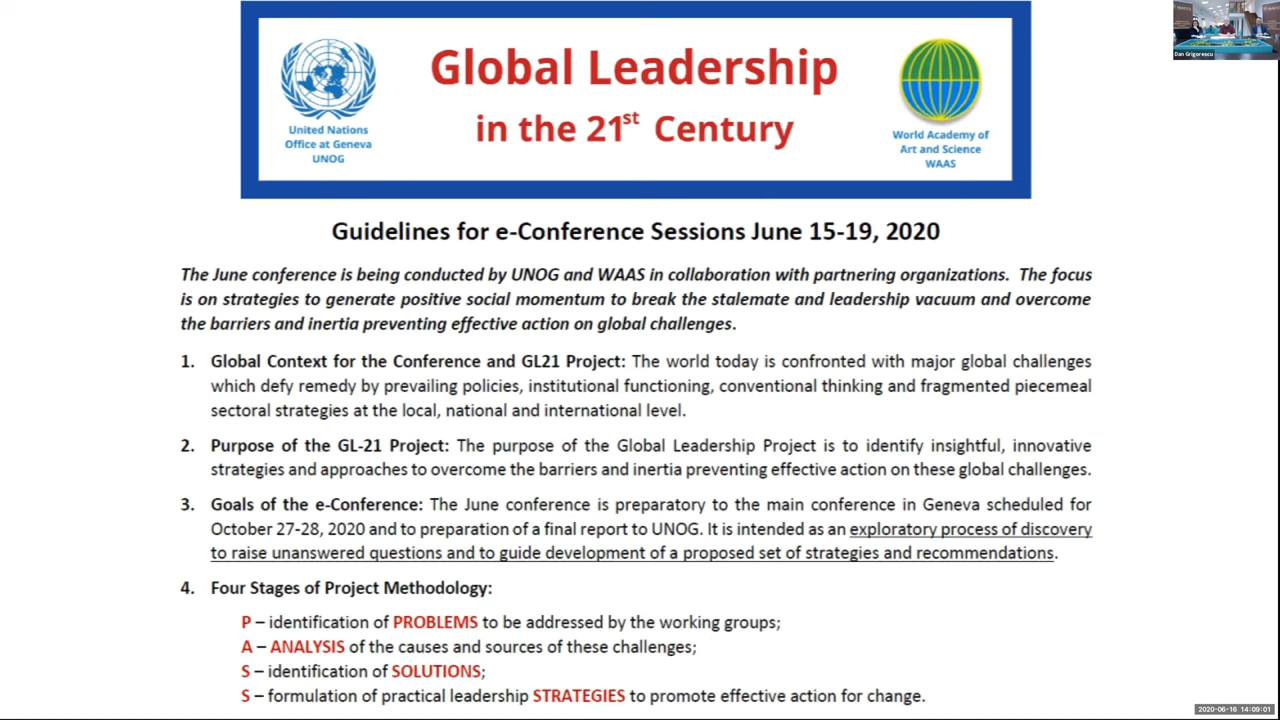 Global Leadership
in the 21st Century
United Nations
Office at Geneva
UNOG
World Academy of
Art and Science
WAAS
Dan Grigorescu
Guidelines for e-Conference Sessions June 15-19, 2020
The June conference is being conducted by UNOG and WAAS in collaboration with partnering organizations. The focus
is on strategies to generate positive social momentum to break the stalemate and leadership vacuum and overcome
the barriers and inertia preventing effective action on global challenges.
1. Global Context for the Conference and GL21 Project: The world today is confronted with major global challenges
which defy remedy by prevailing policies, institutional functioning, conventional thinking and fragmented piecemeal
sectoral strategies at the local, national and international level.
2. Purpose of the GL-21 Project: The purpose of the Global Leadership Project is to identify insightful, innovative
strategies and approaches to overcome the barriers and inertia preventing effective action on these global challenges.
3. Goals of the e-Conference: The June conference is preparatory to the main conference in Geneva scheduled for
October 27-28, 2020 and to preparation of a final report to UNOG. It is intended as an exploratory process of discovery
to raise unanswered questions and to guide development of a proposed set of strategies and recommendations.
4. Four Stages of Project Methodology:
P – identification of PROBLEMS to be addressed by the working groups;
A – ANALYSIS of the causes and sources of these challenges;
S – identification of SOLUTIONS;
S – formulation of practical leadership STRATEGIES to promote effective action for change.
2020-06-16 14:09:01